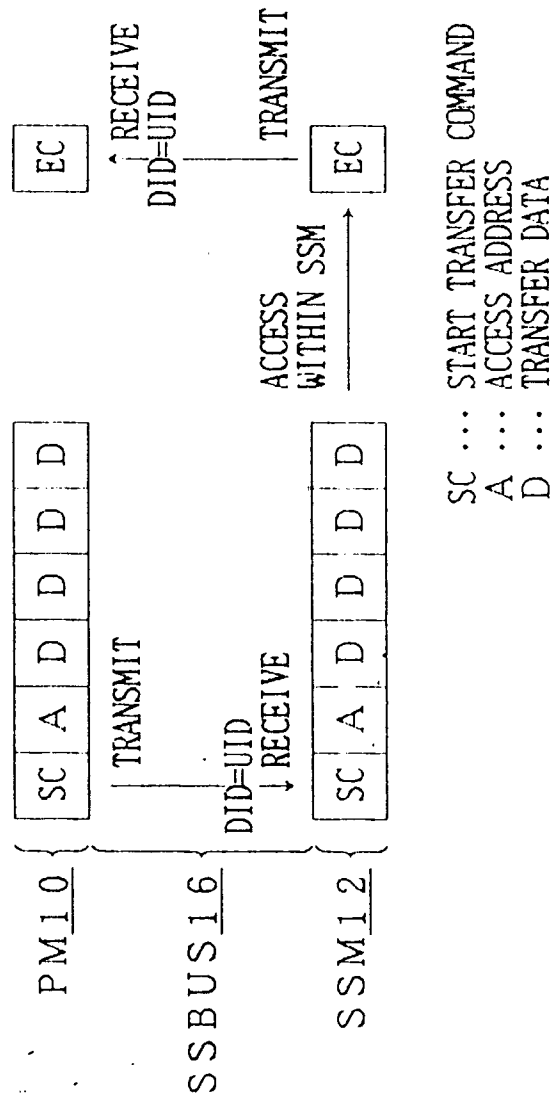 PM10
SC A D D D D
EC
SSBUS16
TRANSMIT
DID=UID
RECEIVE
RECEIVE
DID=UID
TRANSMIT
SSM12
SC A D D D D
ACCESS
WITHIN SSM
EC
SC ... START TRANSFER COMMAND
A ... ACCESS ADDRESS
D ... TRANSFER DATA